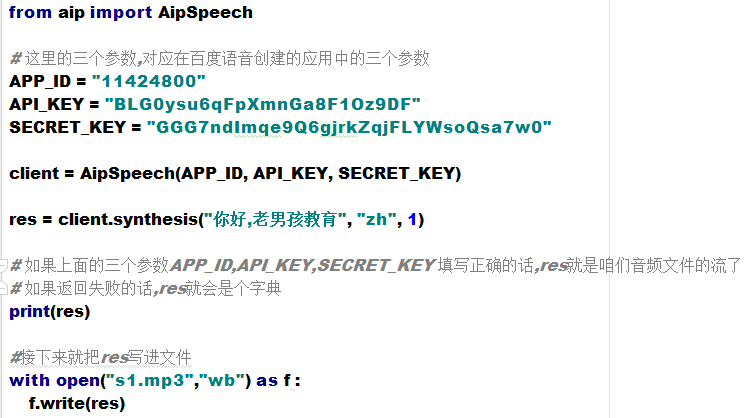 from aip import AipSpeech
# 这里的三个参数,对应在百度语音创建的应用中的三个参数
APP_ID = "11424800"
API_KEY = "BLG0ysu6qFpXmnGa8F1Oz9DF"
SECRET_KEY = "GGG7ndImqe9Q6gjrkZqjFLYWsoQsa7w0"
client = AipSpeech(APP_ID, API_KEY, SECRET_KEY)
res = client.synthesis("你好,老男孩教育", "zh", 1)
# 如果上面的三个参数APP_ID,API_KEY,SECRET_KEY 填写正确的话,res就是咱们音频文件的流了
# 如果返回失败的话,res就会是个字典
print(res)
#接下来就把res写进文件
with open("s1.mp3","wb") as f :
    f.write(res)